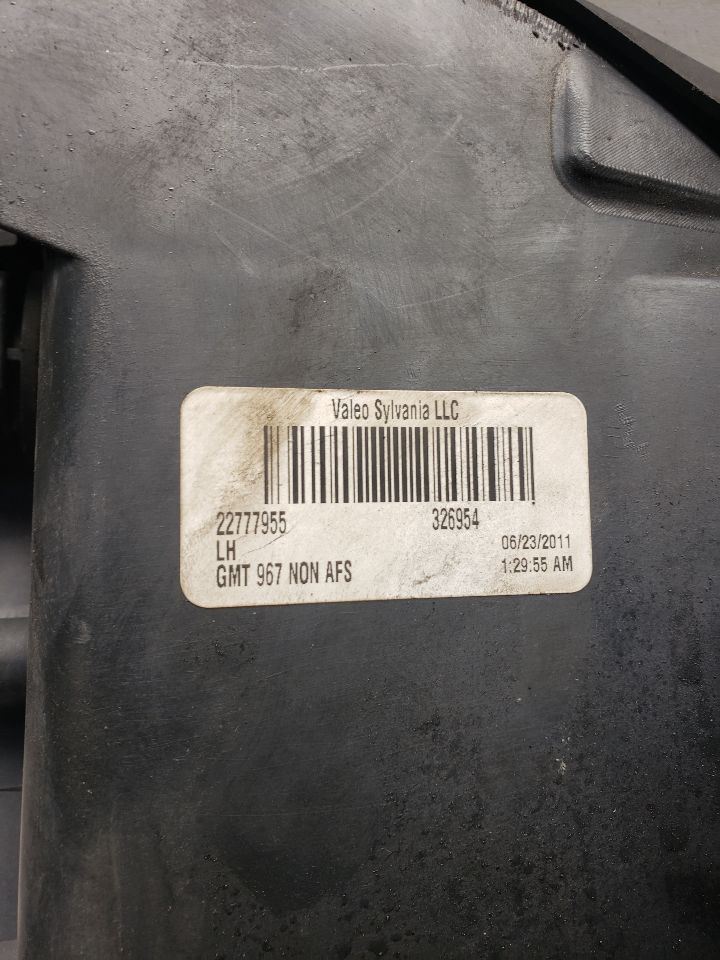 Valeo Sylvania LLC
22777955 326954
LH 06/23/2011
GMT 967 NON AFS 1:29:55 AM